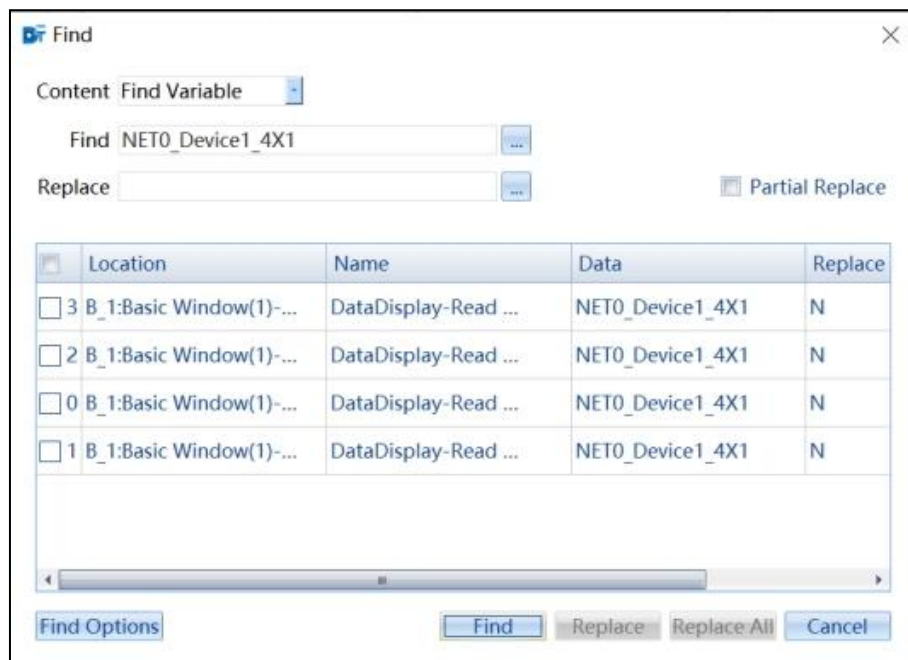 Find
Content Find Variable
Find NET0_Device1_4X1 ...
Replace ... Partial Replace
Location Name Data Replace
3 B_1:Basic Window(1)-... DataDisplay-Read ... NET0_Device1_4X1 N
2 B_1:Basic Window(1)-... DataDisplay-Read ... NET0_Device1_4X1 N
0 B_1:Basic Window(1)-... DataDisplay-Read ... NET0_Device1_4X1 N
1 B_1:Basic Window(1)-... DataDisplay-Read ... NET0_Device1_4X1 N
Find Options Find Replace Replace All Cancel